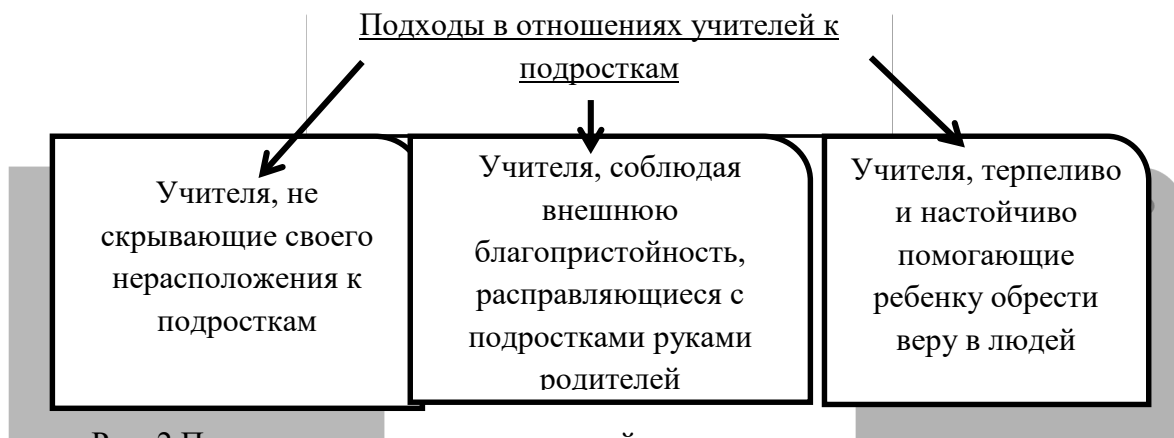 Подходы в отношениях учителей к
подросткам
Учителя, не
скрывающие своего
нерасположения к
подросткам
Учителя, соблюдая
внешнюю
благопристойность,
расправляющиеся с
подростками руками
родителей
Учителя, терпеливо
и настойчиво
помогающие
ребенку обрести
веру в людей